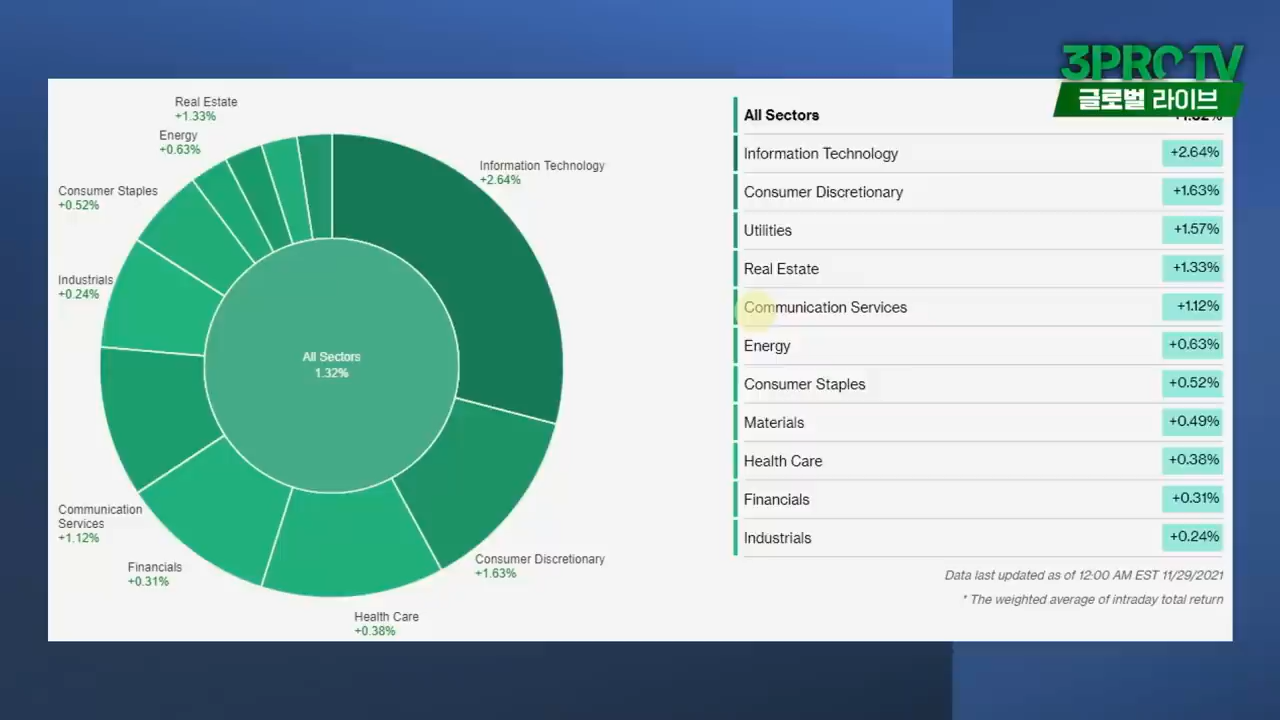 3PRO TV
글로벌 라이브
Real Estate
+1.33%
Energy
+0.63%
Consumer Staples
+0.52%
Industrials
+0.24%
Communication
Services
+1.12%
Financials
+0.31%
Health Care
+0.38%
Consumer Discretionary
+1.63%
Information Technology
+2.64%
All Sectors
1.32%
All Sectors
Information Technology +2.64%
Consumer Discretionary +1.63%
Utilities +1.57%
Real Estate +1.33%
Communication Services +1.12%
Energy +0.63%
Consumer Staples +0.52%
Materials +0.49%
Health Care +0.38%
Financials +0.31%
Industrials +0.24%
Data last updated as of 12:00 AM EST 11/29/2021
* The weighted average of intraday total return